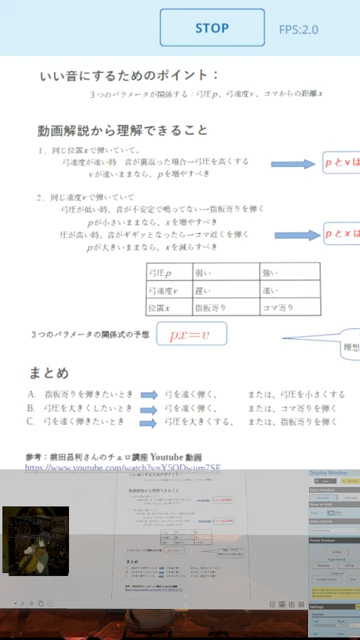 STOP
FPS:2.0
いい音にするためのポイント：
3つのパラメータが関係する：弓圧p、弓速度v、コマからの距離x
動画解説から理解できること
1．同じ位置xで弾いていて、
弓速度が速い時　音が裏返った場合→弓圧を高くする
vが速いままなら、pを増やすべき
pとvは
2．同じ速度vで弾いていて
弓圧が低い時、音が不安定で鳴ってない→指板寄りを弾く
pが小さいままなら、xを増やすべき
圧が高い時、音がギギッとなったら→コマ近くを弾く
pが大きいままなら、xを減らすべき
pとxは
弓圧p　弱い　強い
弓速度v　遅い　速い
位置x　指板寄り　コマ寄り
3つのパラメータの関係式の予想　px=v
理想
まとめ
A. 指板寄りを弾きたいとき　弓を速く弾く、　または、弓圧を小さくする
B. 弓圧を大きくしたいとき　弓を速く弾く、　または、コマ寄りを弾く
C. 弓を速く弾きたいとき　弓圧を大きくする、　または、指板寄りを弾く
参考：前田昌利さんのチェロ講座 Youtube 動画
Display Window